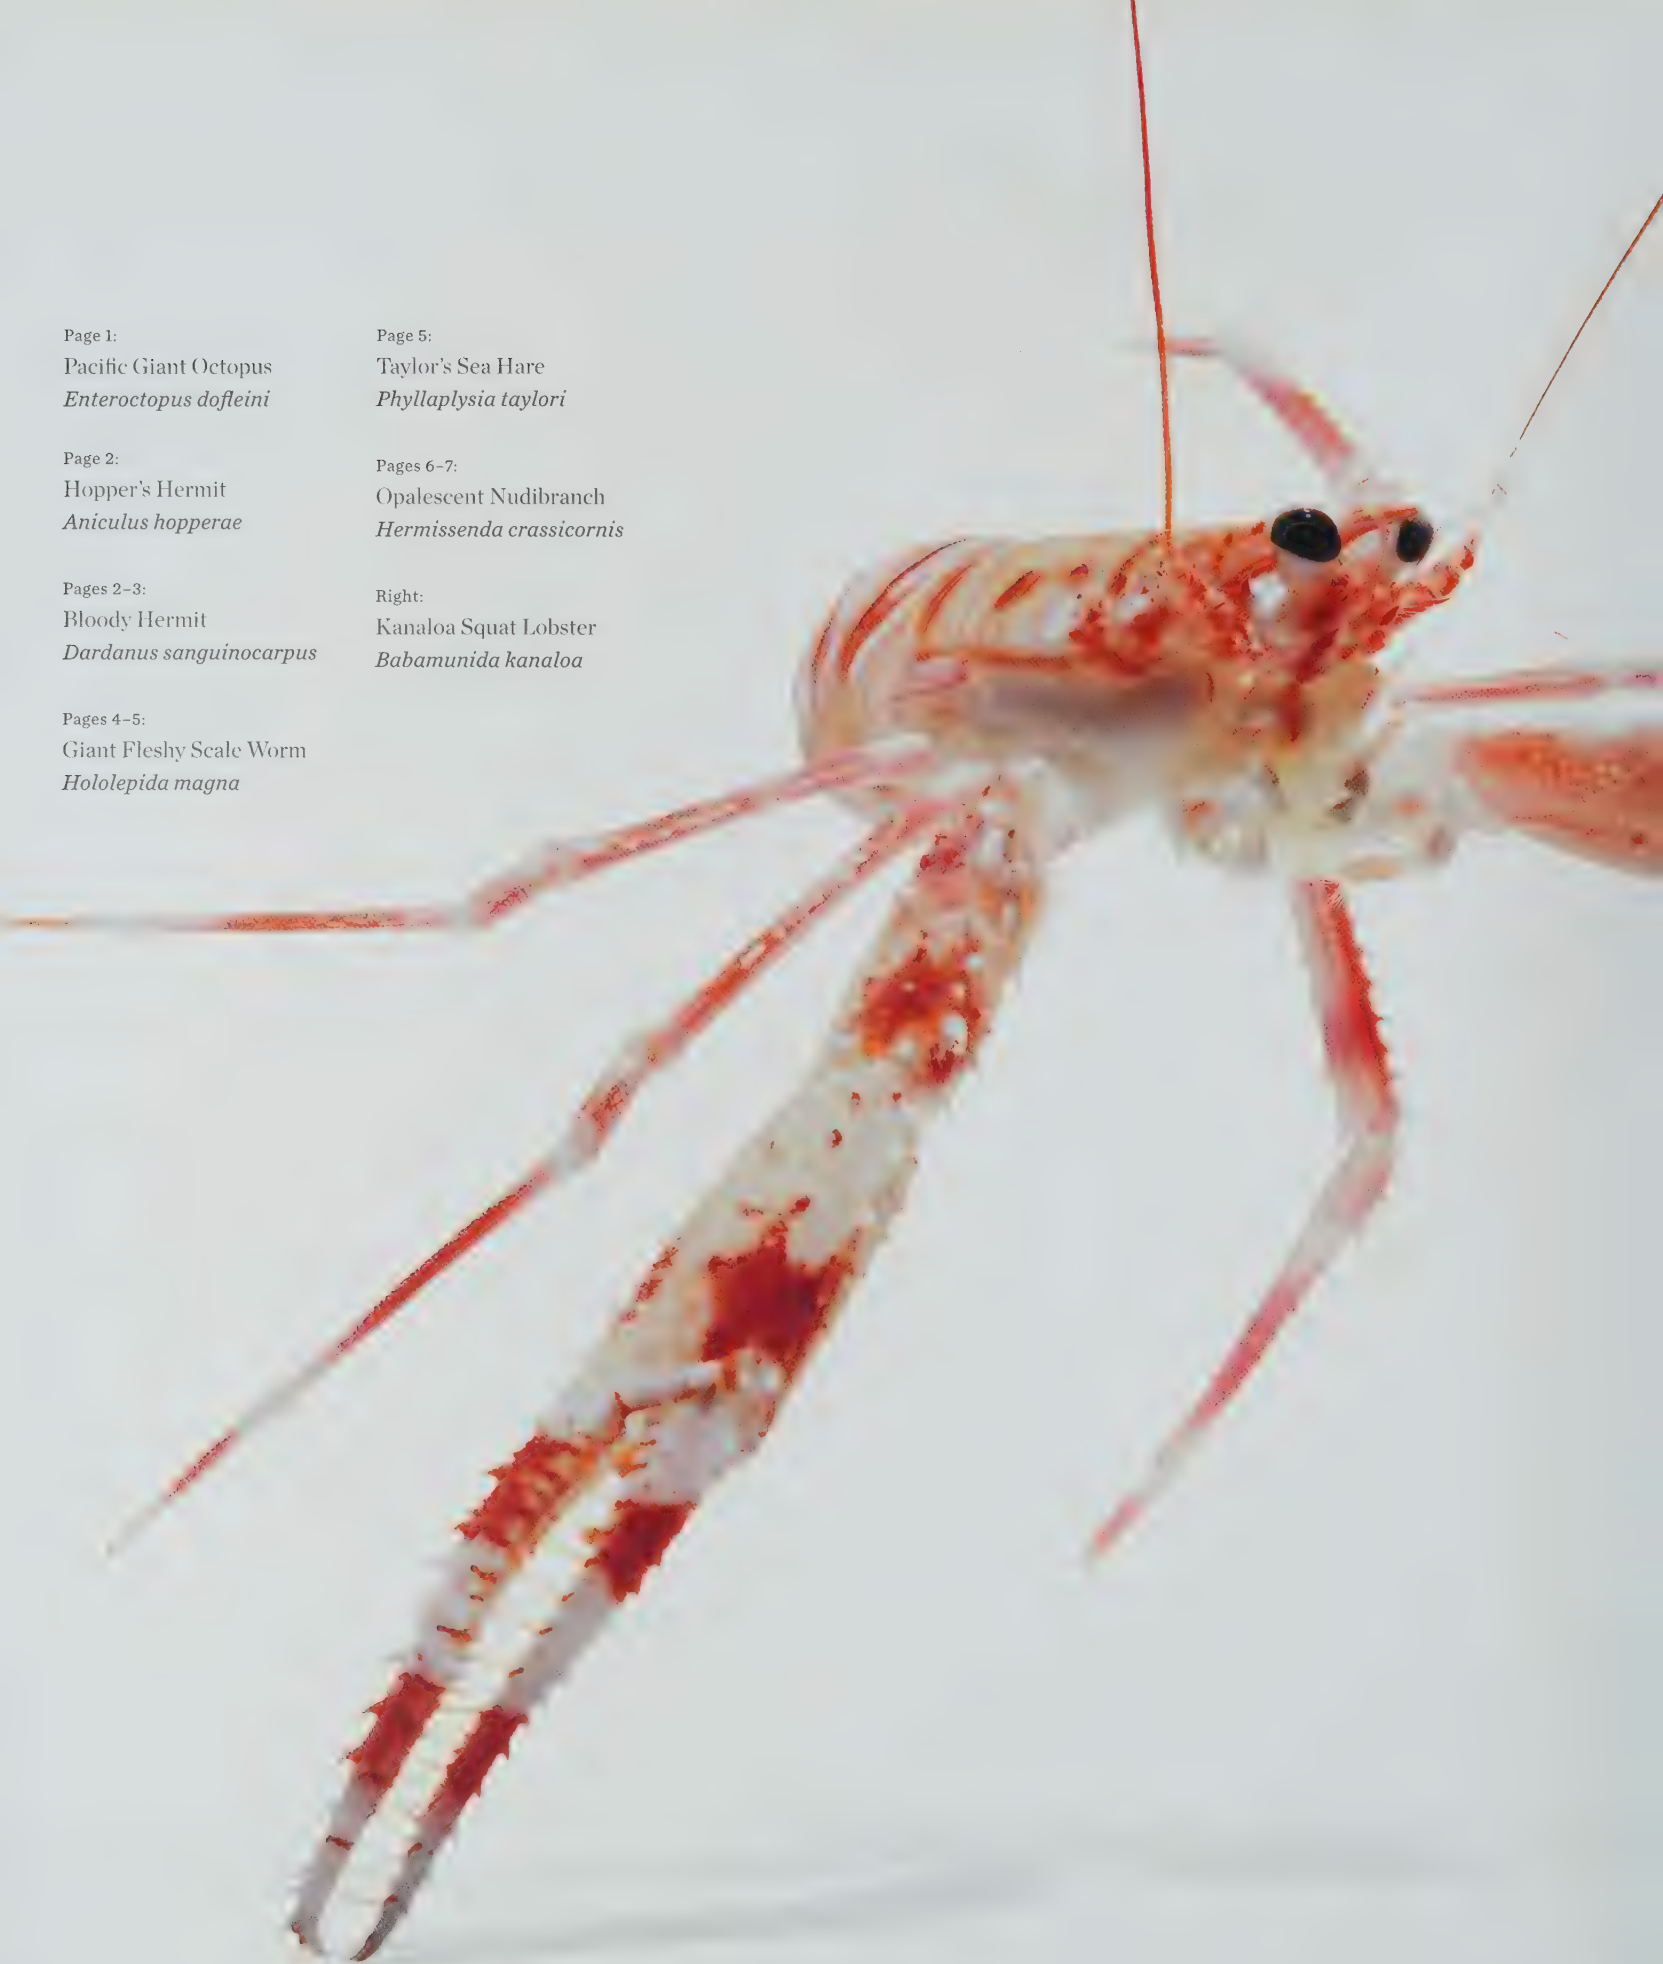 Page 1:
Pacific Giant Octopus
Enteroctopus dofleini
Page 2:
Hopper's Hermit
Aniculus hopperae
Pages 2–3:
Bloody Hermit
Dardanus sanguinocarpus
Pages 4–5:
Giant Fleshy Scale Worm
Hololepida magna
Page 5:
Taylor's Sea Hare
Phyllaplysia taylori
Pages 6–7:
Opalescent Nudibranch
Hermissenda crassicornis
Right:
Kanaloa Squat Lobster
Babamunida kanaloa